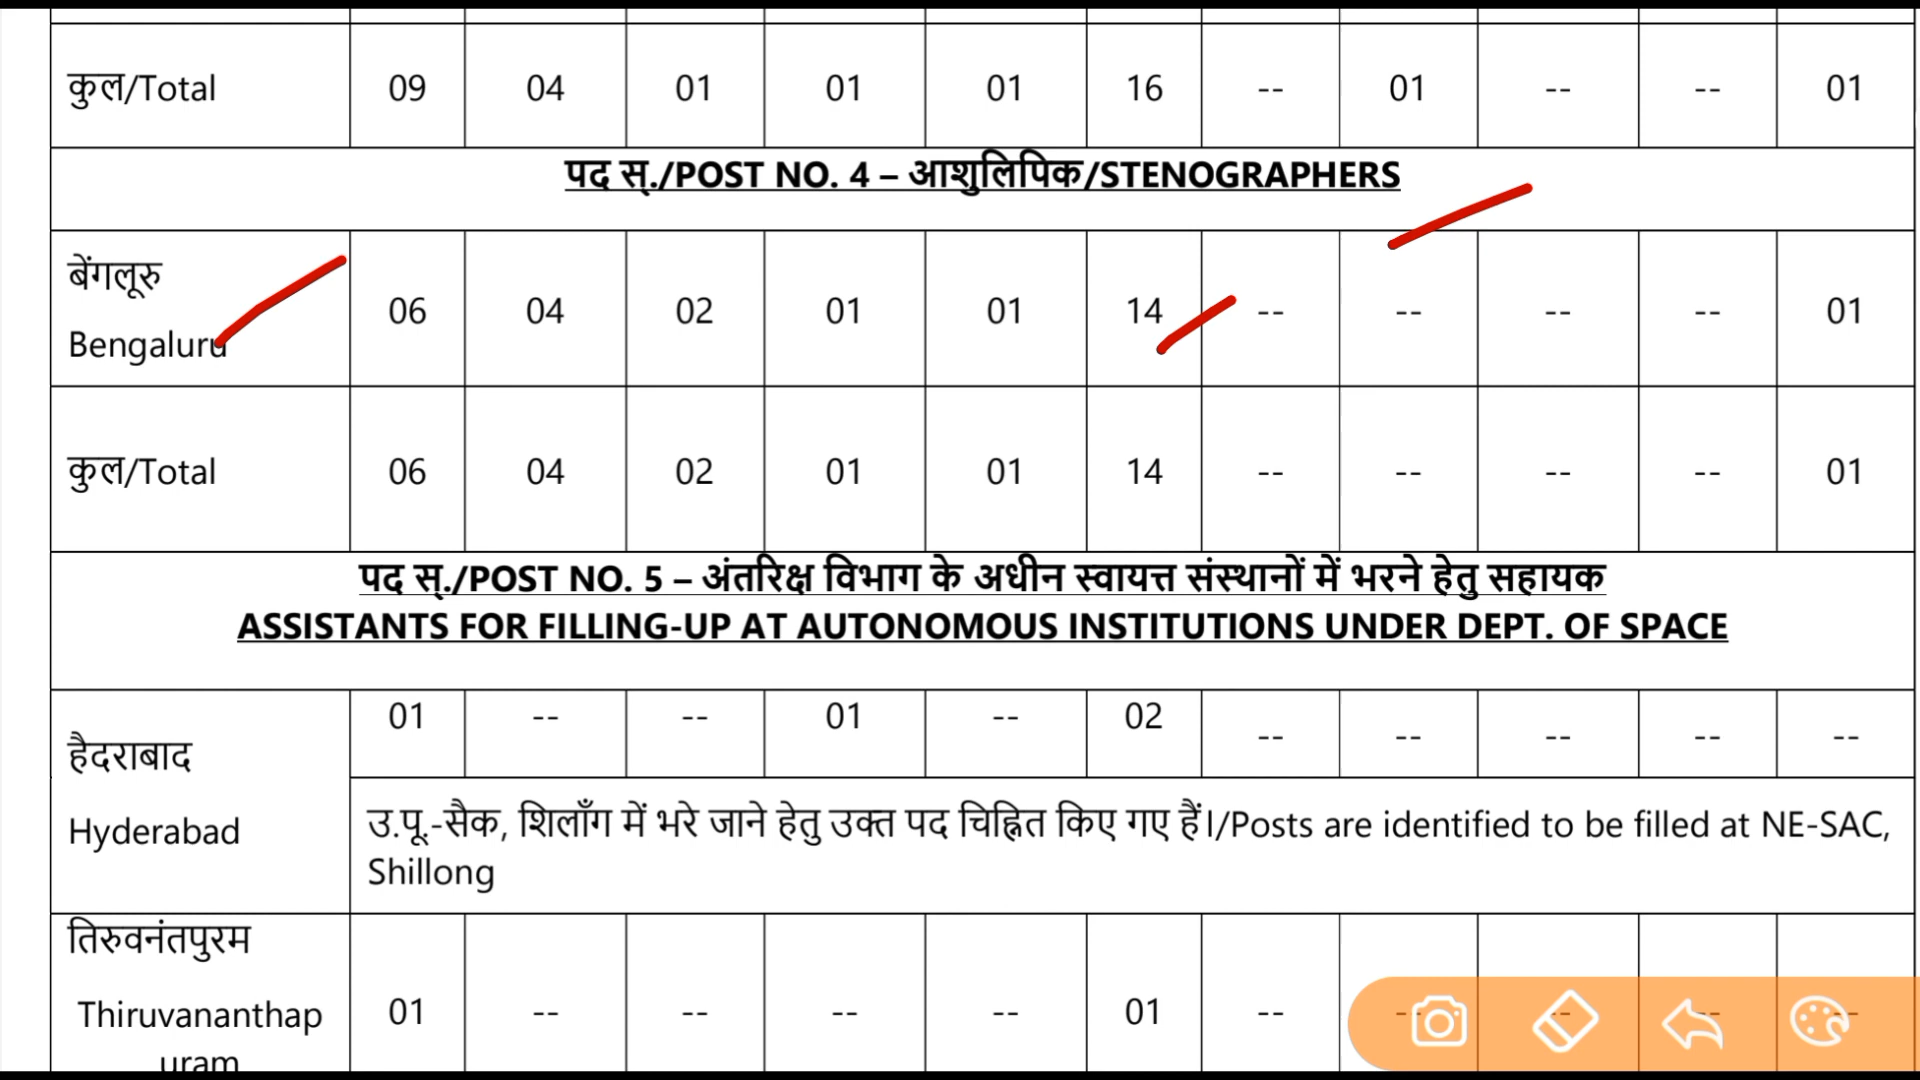 कुल/Total 09 04 01 01 01 16 -- 01 -- -- 01
पद स्./POST NO. 4 – आशुलिपिक/STENOGRAPHERS
बेंगलूरु
Bengaluru 06 04 02 01 01 14 -- -- -- -- 01
कुल/Total 06 04 02 01 01 14 -- -- -- -- 01
पद स्./POST NO. 5 – अंतरिक्ष विभाग के अधीन स्वायत्त संस्थानों में भरने हेतु सहायक
ASSISTANTS FOR FILLING-UP AT AUTONOMOUS INSTITUTIONS UNDER DEPT. OF SPACE
हैदराबाद
Hyderabad
01 -- -- 01 -- 02 -- -- -- -- --
उ.पू.-सैक, शिलाँग में भरे जाने हेतु उक्त पद चिह्नित किए गए हैं।/Posts are identified to be filled at NE-SAC,
Shillong
तिरुवनंतपुरम
Thiruvananthap
uram
01 -- -- -- -- 01 -- -- -- -- --